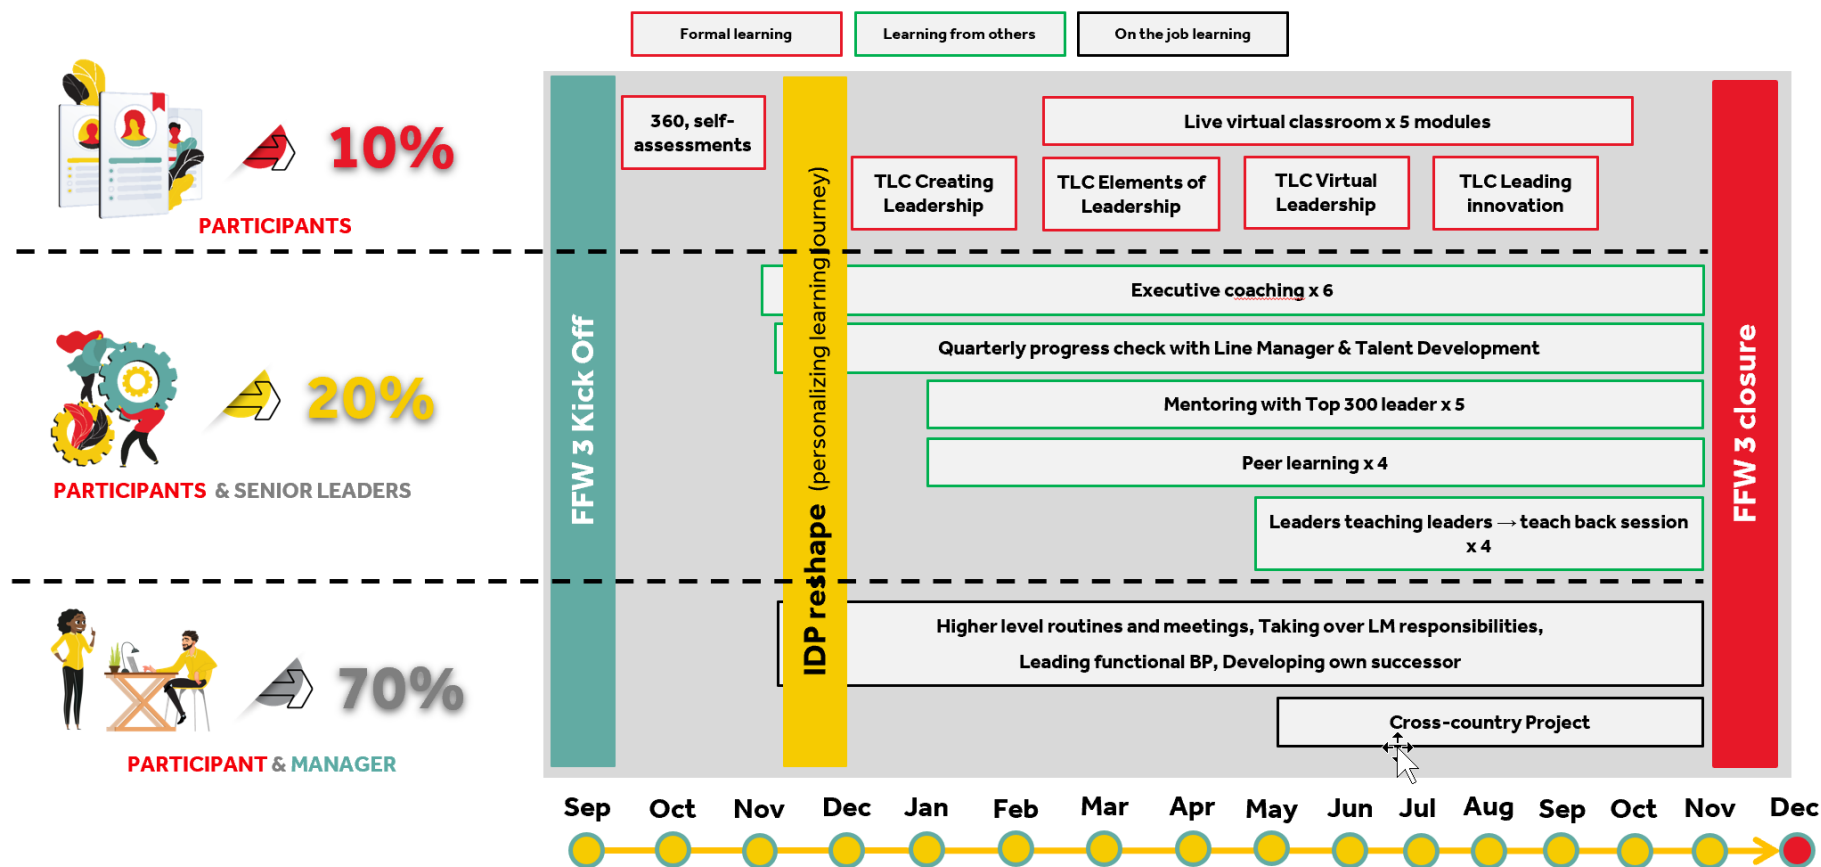 Formal learning
Learning from others
On the job learning
10%
PARTICIPANTS
360, self-
assessments
Live virtual classroom x 5 modules
TLC Creating
Leadership
TLC Elements of
Leadership
TLC Virtual
Leadership
TLC Leading
innovation
20%
PARTICIPANTS & SENIOR LEADERS
Executive coaching x 6
Quarterly progress check with Line Manager & Talent Development
Mentoring with Top 300 leader x 5
Peer learning x 4
Leaders teaching leaders → teach back session
x 4
70%
PARTICIPANT & MANAGER
Higher level routines and meetings, Taking over LM responsibilities,
Leading functional BP, Developing own successor
Cross-country Project
FFW 3 Kick Off
IDP reshape (personalizing learning journey)
FFW 3 closure
Sep Oct Nov Dec Jan Feb Mar Apr May Jun Jul Aug Sep Oct Nov Dec